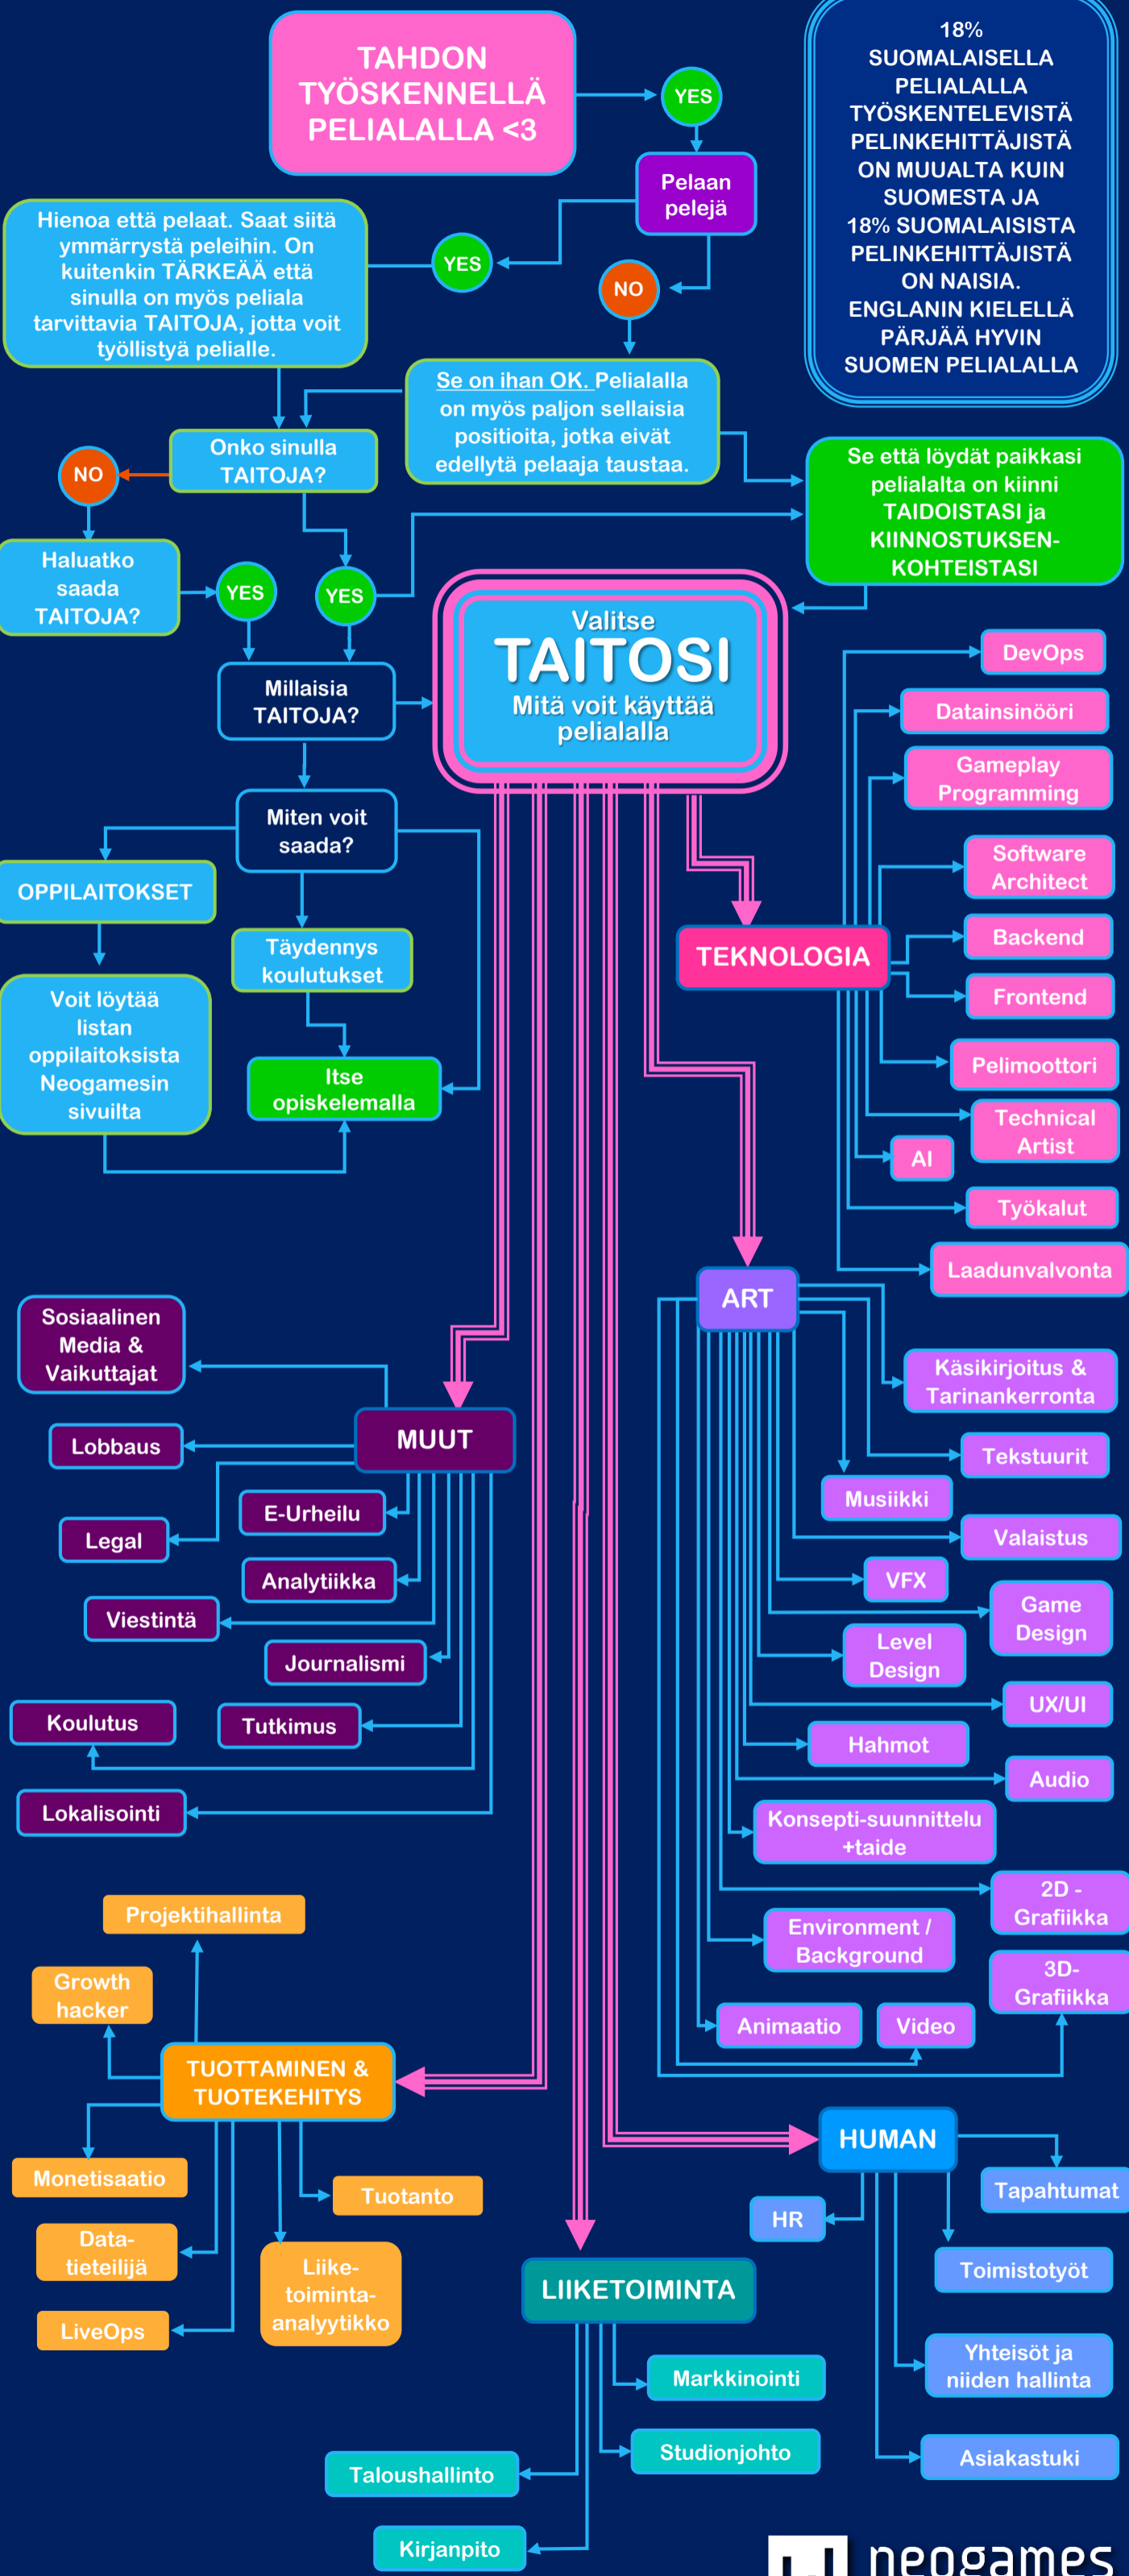 TAHDON
TYÖSKENNELLÄ
PELIALALLA <3
YES
18%
SUOMALAISELLA
PELIALALLA
TYÖSKENTELEVISTÄ
PELINKEHITTÄJISTÄ
ON MUUALTA KUIN
SUOMESTA JA
18% SUOMALAISISTA
PELINKEHITTÄJISTÄ
ON NAISIA.
ENGLANIN KIELELLÄ
PÄRJÄÄ HYVIN
SUOMEN PELIALALLA
Pelaan
pelejä
YES
NO
Hienoa että pelaat. Saat siitä
ymmärrystä peleihin. On
kuitenkin TÄRKEÄÄ että
sinulla on myös peliala
tarvittavia TAITOJA, jotta voit
työllistyä pelialle.
Se on ihan OK. Pelialalla
on myös paljon sellaisia
positioita, jotka eivät
edellytä pelaaja taustaa.
Onko sinulla
TAITOJA?
NO
Se että löydät paikkasi
pelialalta on kiinni
TAIDOISTASI ja
KIINNOSTUKSEN-
KOHTEISTASI
Haluatko
saada
TAITOJA?
YES
YES
Valitse
TAITOSI
Mitä voit käyttää
pelialalla
Millaisia
TAITOJA?
Miten voit
saada?
OPPILAITOKSET
Täydennys
koulutukset
Voit löytää
listan
oppilaitoksista
Neogamesin
sivuilta
Itse
opiskelemalla
TEKNOLOGIA
DevOps
Datainsinööri
Gameplay
Programming
Software
Architect
Backend
Frontend
Pelimoottori
Technical
Artist
AI
Työkalut
Laadunvalvonta
ART
Käsikirjoitus &
Tarinankerronta
Tekstuurit
Musiikki
Valaistus
VFX
Game
Design
Level
Design
UX/UI
Hahmot
Audio
Konsepti-suunnittelu
+taide
2D -
Grafiikka
Environment /
Background
3D-
Grafiikka
Animaatio
Video
MUUT
Sosiaalinen
Media &
Vaikuttajat
Lobbaus
E-Urheilu
Legal
Analytiikka
Viestintä
Journalismi
Koulutus
Tutkimus
Lokalisointi
Projektihallinta
Growth
hacker
TUOTTAMINEN &
TUOTEKEHITYS
Monetisaatio
Tuotanto
Data-
tieteilijä
Liike-
toiminta-
analyytikko
LiveOps
HUMAN
Tapahtumat
HR
Toimistotyöt
Yhteisöt ja
niiden hallinta
Asiakastuki
LIIKETOIMINTA
Markkinointi
Studionjohto
Taloushallinto
Kirjanpito
neogames